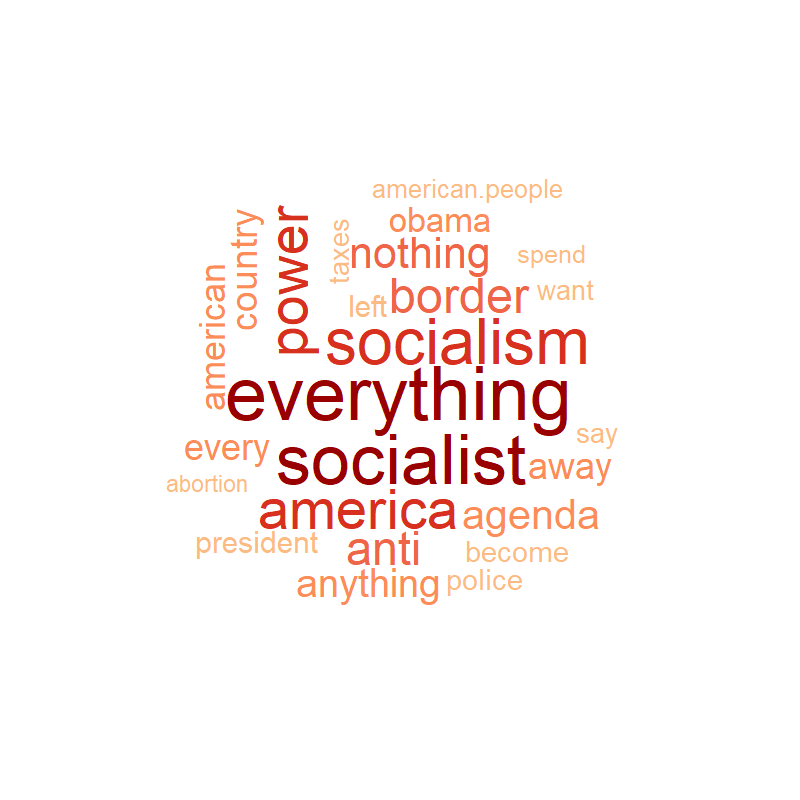 american.people
obama
country
power
taxes
nothing
spend
american
left
border
want
socialism
everything
every
socialist
say
away
abortion
america
agenda
president
anti
become
anything
police